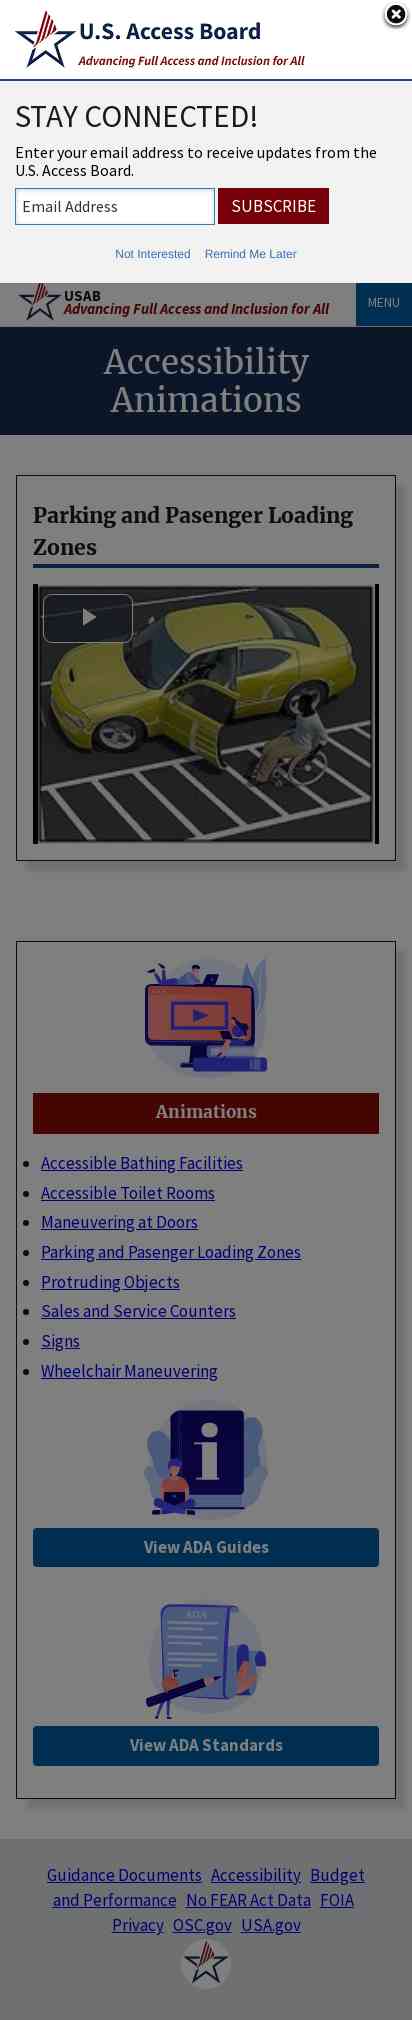 U.S. Access Board
Advancing Full Access and Inclusion for All
STAY CONNECTED!
Enter your email address to receive updates from the
U.S. Access Board.
Email Address
SUBSCRIBE
Not Interested Remind Me Later
USAB
Advancing Full Access and Inclusion for All
MENU
Accessibility
Animations
Parking and Pasenger Loading
Zones
Animations
Accessible Bathing Facilities
Accessible Toilet Rooms
Maneuvering at Doors
Parking and Pasenger Loading Zones
Protruding Objects
Sales and Service Counters
Signs
Wheelchair Maneuvering
i
View ADA Guides
ADA
View ADA Standards
Guidance Documents Accessibility Budget
and Performance No FEAR Act Data FOIA
Privacy OSC.gov USA.gov